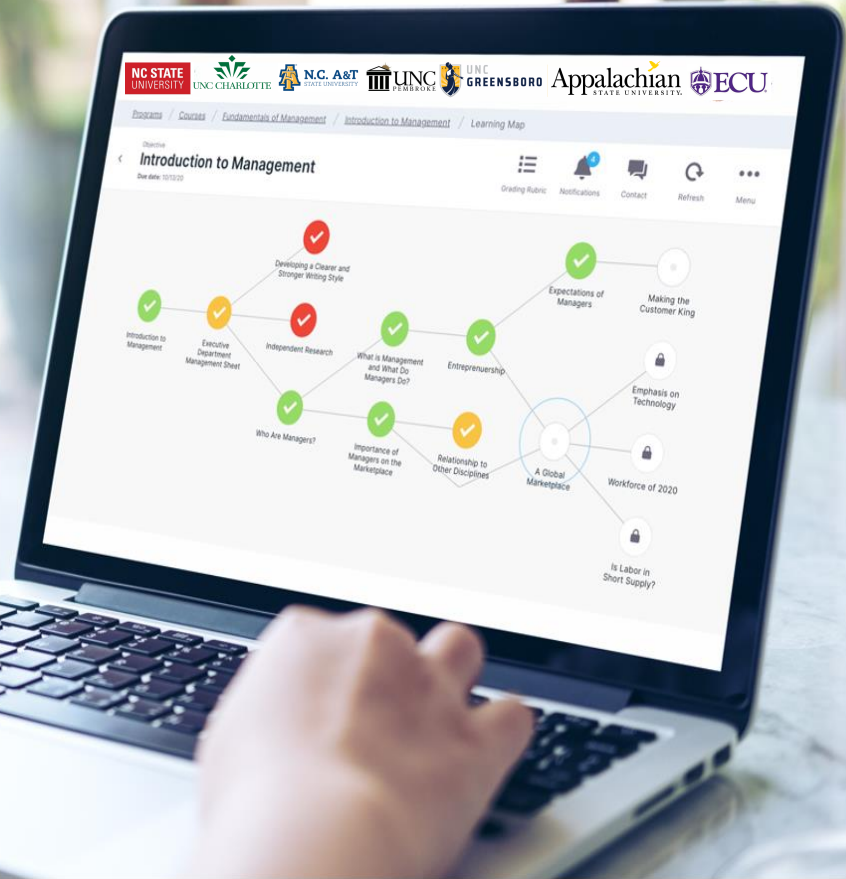 NC STATE
UNIVERSITY
UNC CHARLOTTE
N.C. A&T
STATE UNIVERSITY
UNC
PEMBROKE
UNC
GREENSBORO
Appalachian
STATE UNIVERSITY.
ECU
Programs / Courses / Fundamentals of Management / Introduction to Management / Learning Map
Objective
Introduction to Management
Due date: 10/13/20
Grading Rubric
4
Notifications
Contact
Refresh
Menu
Developing a Clearer and
Stronger Writing Style
Expectations of
Managers
Making the
Customer King
Introduction to
Management
Executive
Department
Management Sheet
Independent Research
What is Management
and What Do
Managers Do?
Entreprenuership
Emphasis on
Technology
Who Are Managers?
Importance of
Managers on the
Marketplace
Relationship to
Other Disciplines
A Global
Marketplace
Workforce of 2020
Is Labor in
Short Supply?